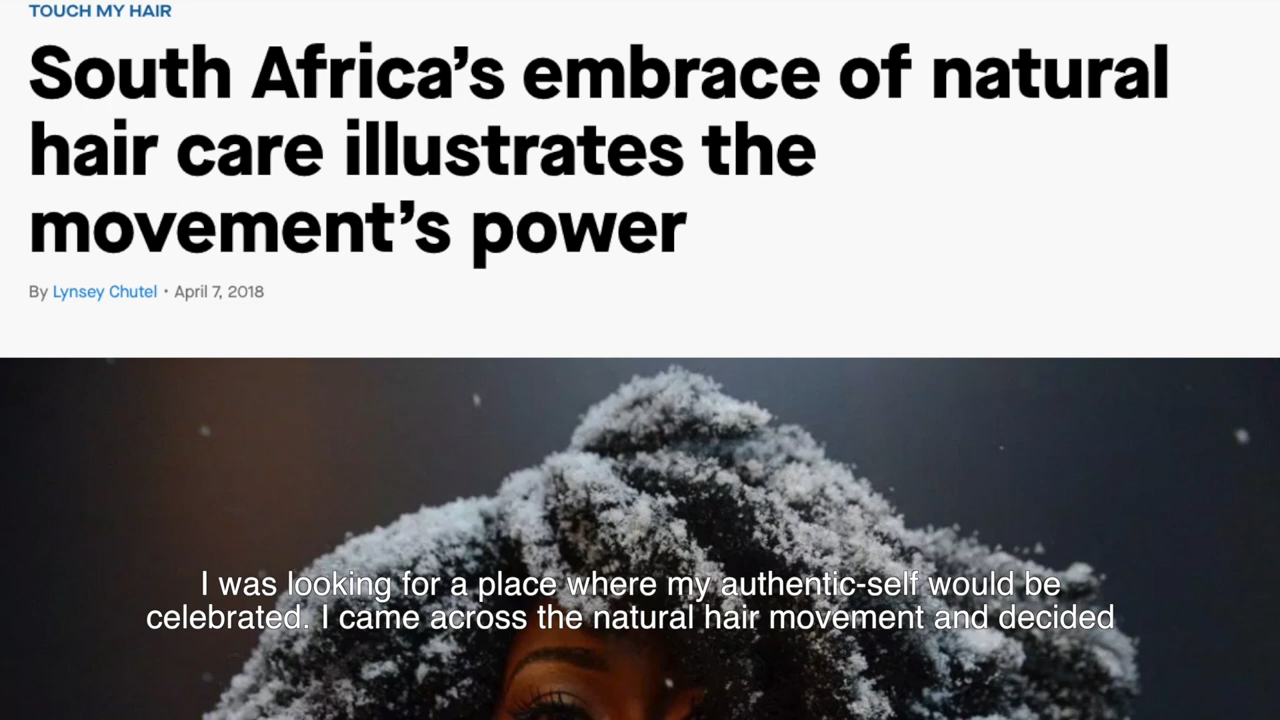 TOUCH MY HAIR
South Africa’s embrace of natural
hair care illustrates the
movement’s power
By Lynsey Chutel • April 7, 2018
I was looking for a place where my authentic-self would be
celebrated. I came across the natural hair movement and decided